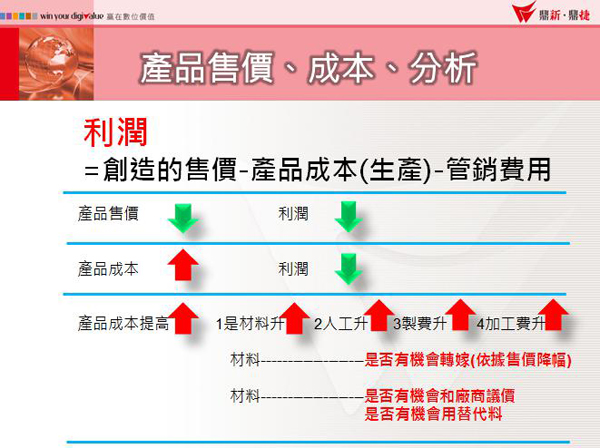 win your digivalue 贏在數位價值
鼎新·鼎捷
產品售價、成本、分析
利潤
=創造的售價-產品成本(生產)-管銷費用
產品售價 利潤
產品成本 利潤
產品成本提高 1是材料升 2人工升 3製費升 4加工費升
材料--------------------是否有機會轉嫁(依據售價降幅)
材料--------------------是否有機會和廠商議價
是否有機會用替代料